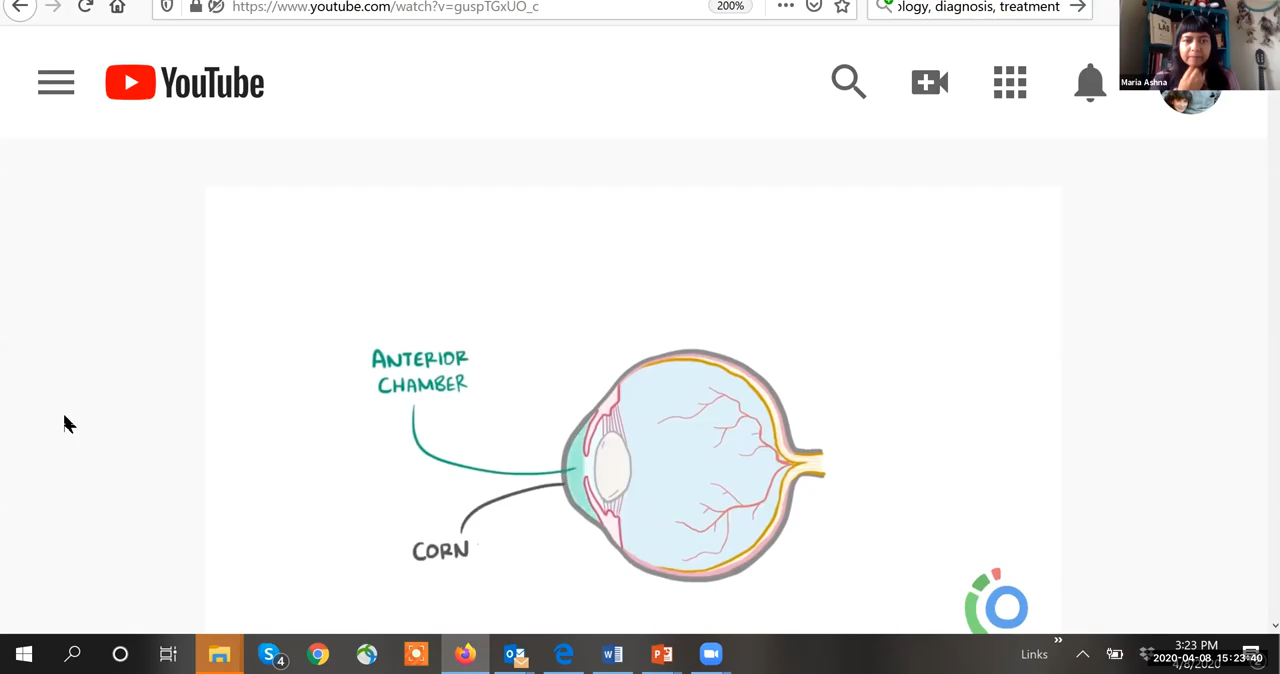 https://www.youtube.com/watch?v=guspTGxUO_c
200%
ology, diagnosis, treatment
Maria Ashna
YouTube
ANTERIOR
CHAMBER
CORN
4
Links
3:23 PM
2020-04-08 15:23:40